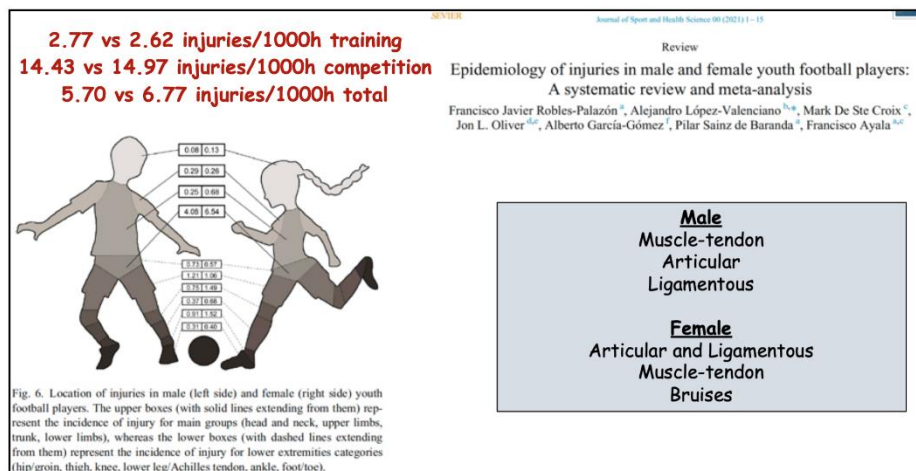 SEVIER
Journal of Sport and Health Science 00 (2021) 1–15
2.77 vs 2.62 injuries/1000h training
14.43 vs 14.97 injuries/1000h competition
5.70 vs 6.77 injuries/1000h total
Review
Epidemiology of injuries in male and female youth football players:
A systematic review and meta-analysis
Francisco Javier Robles-Palazón a, Alejandro López-Valenciano b,*, Mark De Ste Croix c,
Jon L. Oliver d,e, Alberto García-Gómez f, Pilar Sainz de Baranda a, Francisco Ayala a,c
0.08 0.13
0.29 0.26
0.25 0.68
4.05 6.54
0.73 0.57
1.21 1.06
0.75 1.49
0.37 0.68
0.91 1.52
0.31 0.40
Male
Muscle-tendon
Articular
Ligamentous
Female
Articular and Ligamentous
Muscle-tendon
Bruises
Fig. 6. Location of injuries in male (left side) and female (right side) youth
football players. The upper boxes (with solid lines extending from them) rep-
resent the incidence of injury for main groups (head and neck, upper limbs,
trunk, lower limbs), whereas the lower boxes (with dashed lines extending
from them) represent the incidence of injury for lower extremities categories
(hip/groin, thigh, knee, lower leg/Achilles tendon, ankle, foot/toe).